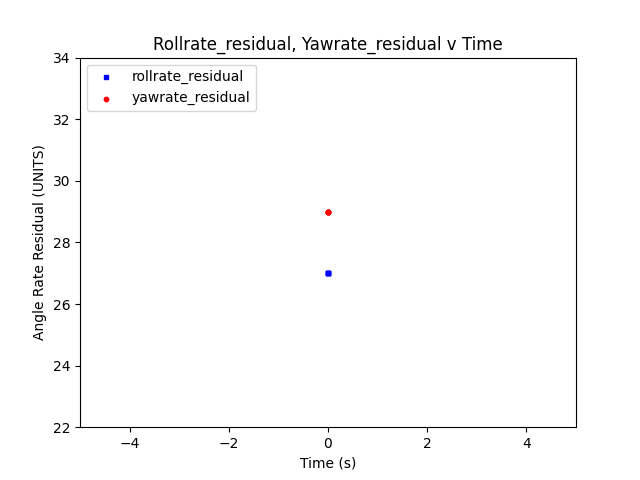 Rollrate_residual, Yawrate_residual v Time
34
32
30
28
26
24
22
rollrate_residual
yawrate_residual
Angle Rate Residual (UNITS)
−4
−2
0
2
4
Time (s)